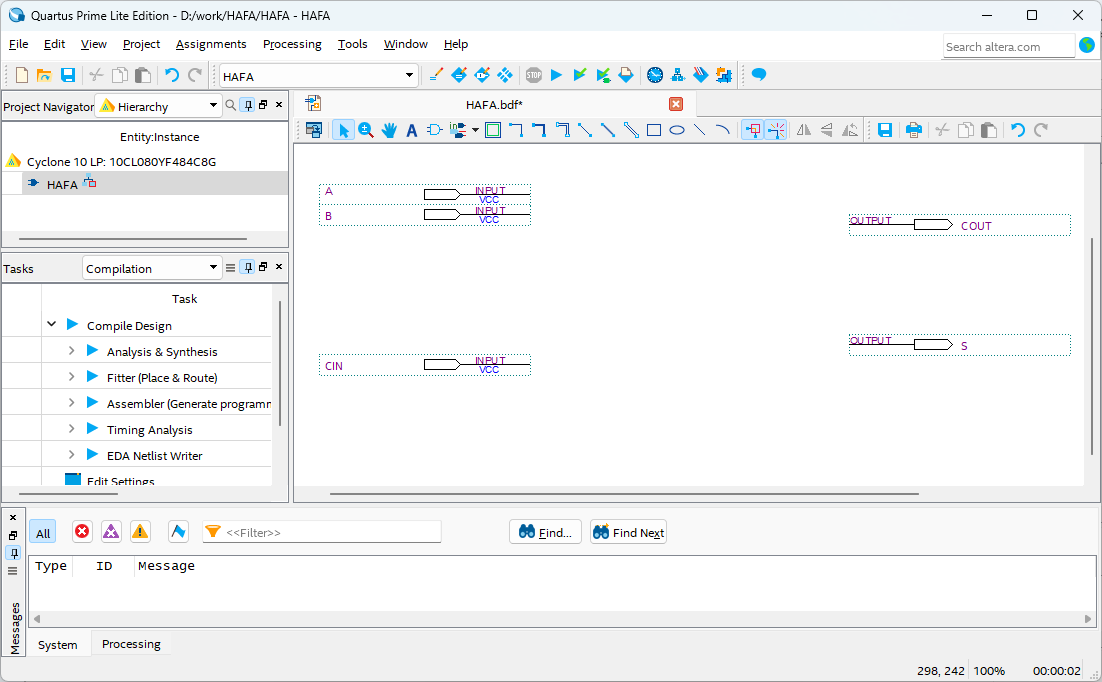 Quartus Prime Lite Edition - D:/work/HAFA/HAFA - HAFA
File Edit View Project Assignments Processing Tools Window Help
Search altera.com
STOP
HAFA
Project Navigator Hierarchy
HAFA.bdf*
A
Entity:Instance
Cyclone 10 LP: 10CL080YF484C8G
HAFA
A INPUT
VCC
B INPUT
VCC
OUTPUT COUT
CIN INPUT
VCC
OUTPUT S
Tasks Compilation
Task
Compile Design
Analysis & Synthesis
Fitter (Place & Route)
Assembler (Generate programm
Timing Analysis
EDA Netlist Writer
Edit Settings
All <<Filter>> Find... Find Next
Type ID Message
Messages
System Processing
298, 242 100% 00:00:02